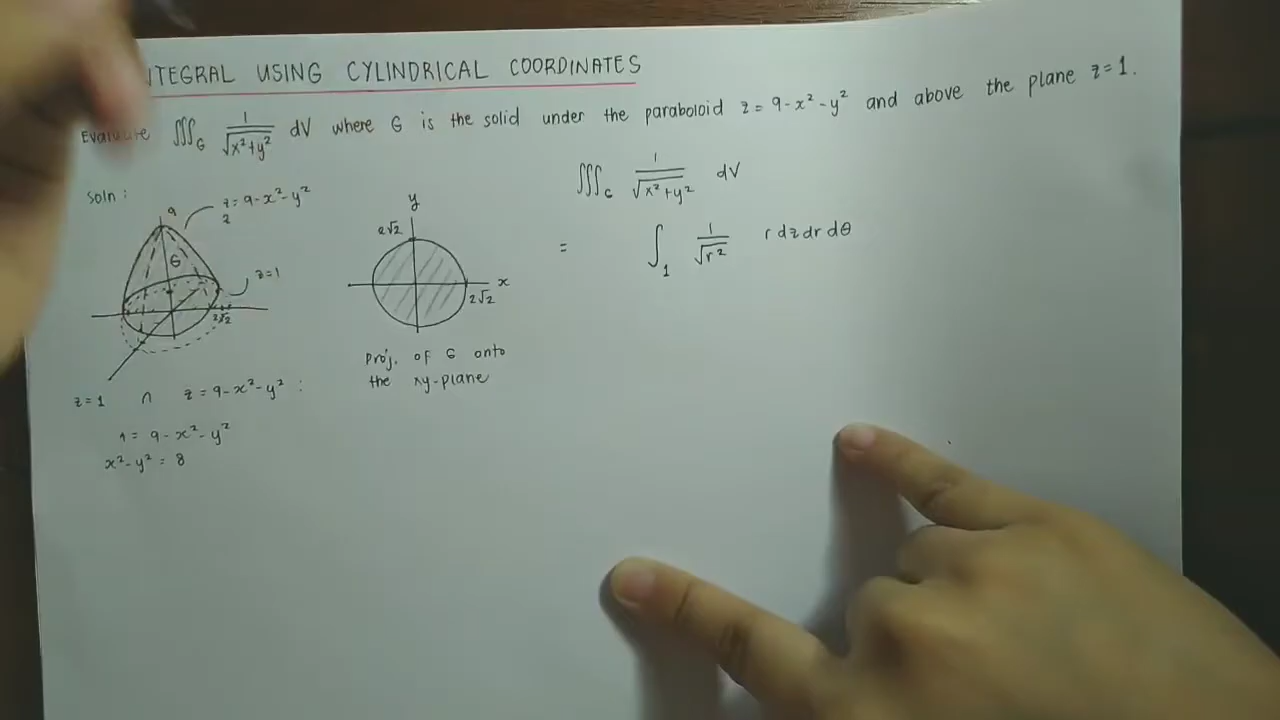 INTEGRAL USING CYLINDRICAL COORDINATES
Evaluate ∭G 1/√(x²+y²) dV where G is the solid under the paraboloid z = 9-x²-y² and above the plane z=1.
Soln :
9
z = 9-x²-y²
2
G
z=1
2√2
z=1 ∩ z = 9-x²-y² :
1 = 9-x²-y²
x²-y² = 8
y
2√2
x
2√2
Proj. of G onto
the xy-plane
∭G 1/√(x²+y²) dV
= ∫1 1/√(r²) r dz dr dθ